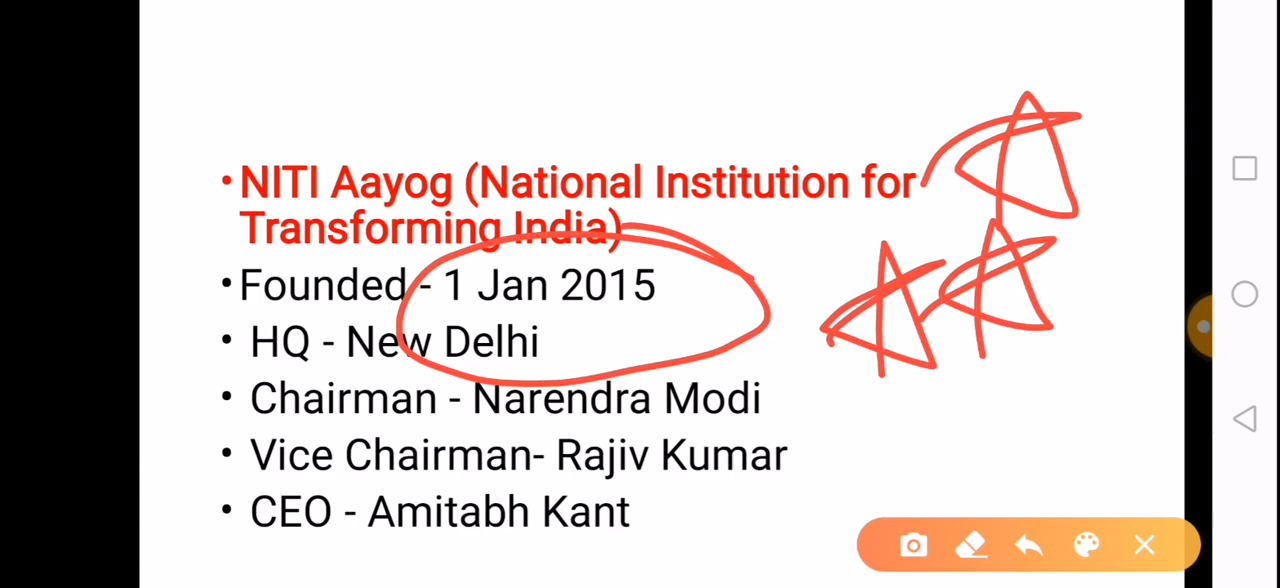 • NITI Aayog (National Institution for
Transforming India)
• Founded - 1 Jan 2015
• HQ - New Delhi
• Chairman - Narendra Modi
• Vice Chairman- Rajiv Kumar
• CEO - Amitabh Kant